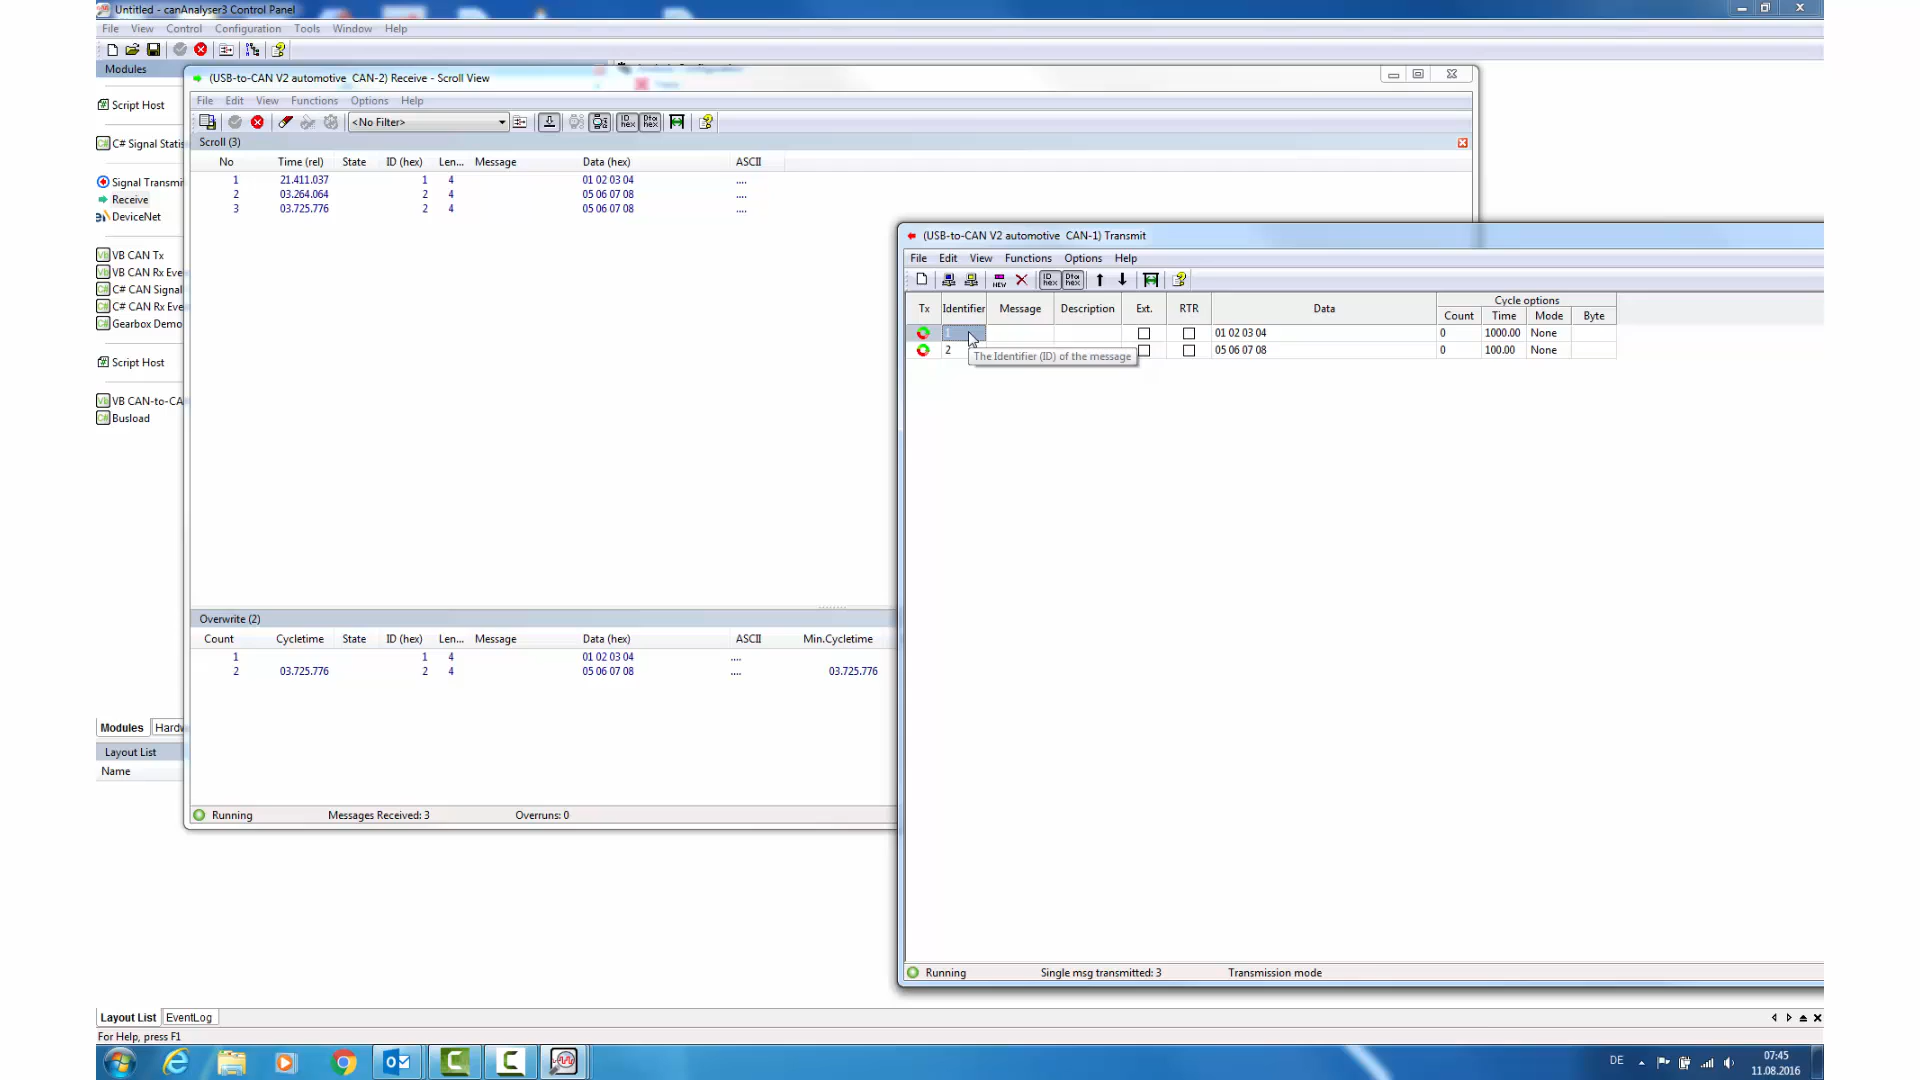 Untitled - canAnalyser3 Control Panel
File View Control Configuration Tools Window Help
Modules
Script Host
C# Signal Statis
Signal Transmi
Receive
DeviceNet
VB CAN Tx
VB CAN Rx Eve
C# CAN Signal
C# CAN Rx Eve
Gearbox Demo
Script Host
VB CAN-to-CA
Busload
Modules Hardw
Layout List
Name
(USB-to-CAN V2 automotive CAN-2) Receive - Scroll View
File Edit View Functions Options Help
<No Filter> ID hex Dta hex
Scroll (3)
No Time (rel) State ID (hex) Len... Message Data (hex) ASCII
1 21.411.037 1 4 01 02 03 04 ....
2 03.264.064 2 4 05 06 07 08 ....
3 03.725.776 2 4 05 06 07 08 ....
Overwrite (2)
Count Cycletime State ID (hex) Len... Message Data (hex) ASCII Min.Cycletime
1 1 4 01 02 03 04 ....
2 03.725.776 2 4 05 06 07 08 .... 03.725.776
Running Messages Received: 3 Overruns: 0
(USB-to-CAN V2 automotive CAN-1) Transmit
File Edit View Functions Options Help
NEW ID hex Dta hex
Cycle options
Tx Identifier Message Description Ext. RTR Data Count Time Mode Byte
1 01 02 03 04 0 1000.00 None
2 05 06 07 08 0 100.00 None
The Identifier (ID) of the message
Running Single msg transmitted: 3 Transmission mode
Layout List EventLog
For Help, press F1
DE 07:45
11.08.2016